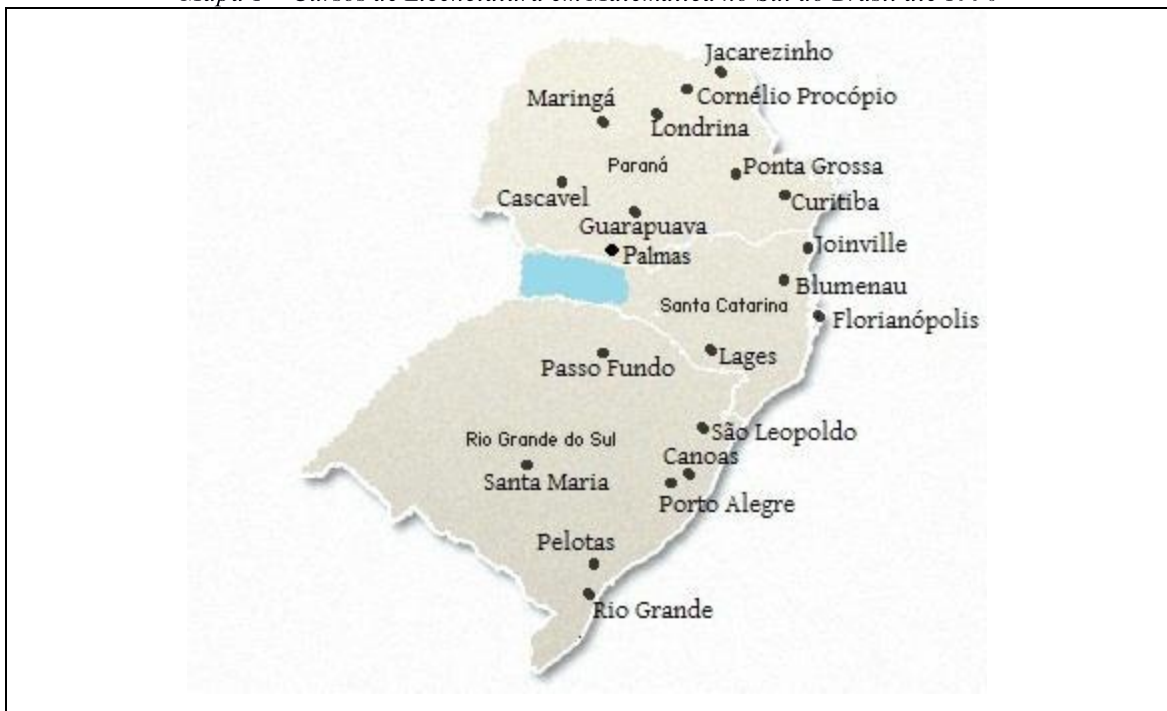 Jacarezinho
Cornélio Procópio
Maringá
Londrina
Paraná
Ponta Grossa
Cascavel
Curitiba
Guarapuava
Joinville
Palmas
Blumenau
Santa Catarina
Florianópolis
Lages
Passo Fundo
São Leopoldo
Rio Grande do Sul
Canoas
Santa Maria
Porto Alegre
Pelotas
Rio Grande